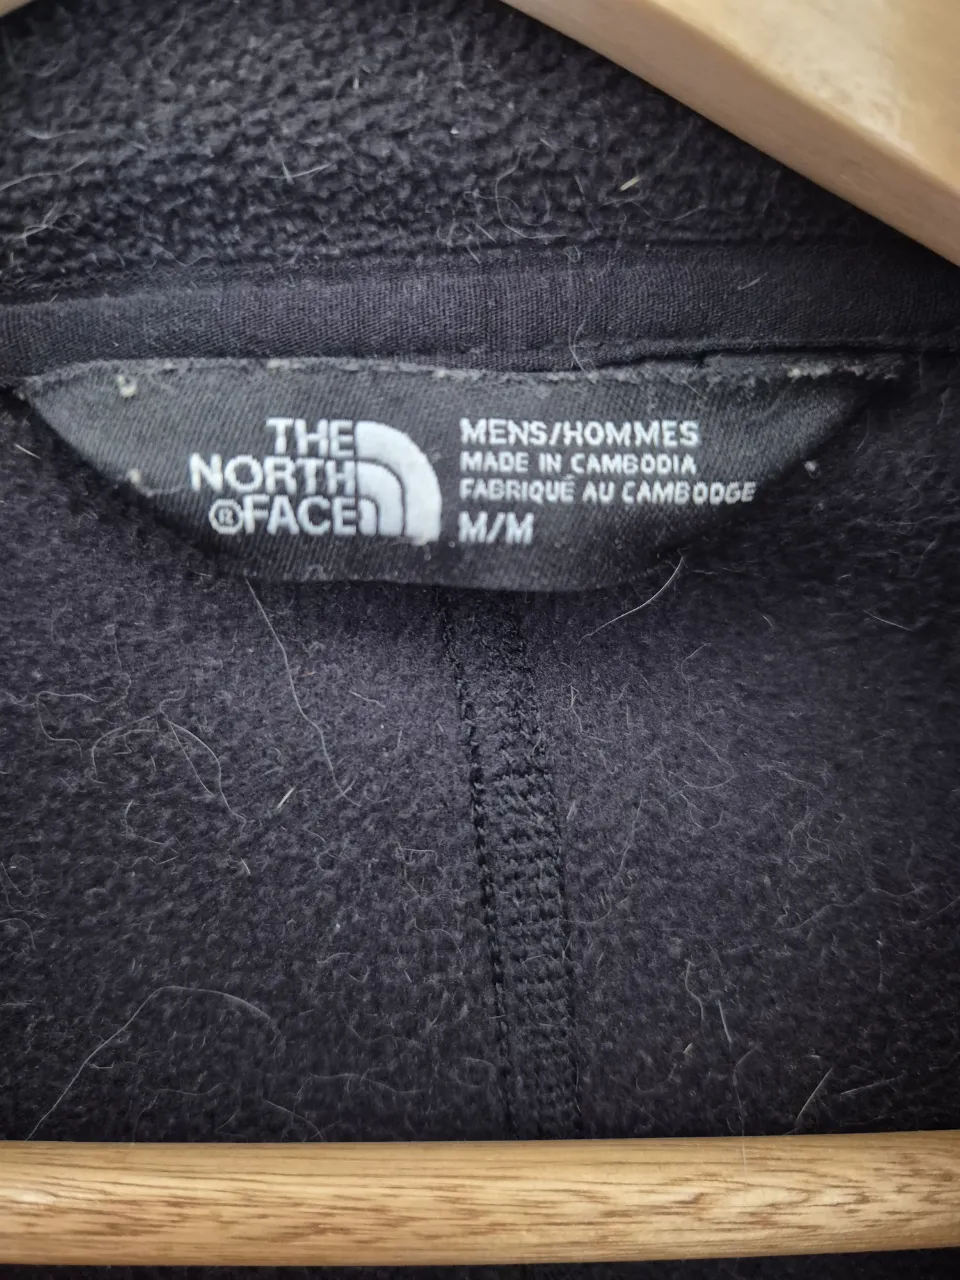 THE
NORTH
®FACE
MENS/HOMMES
MADE IN CAMBODIA
FABRIQUÉ AU CAMBODGE
M/M